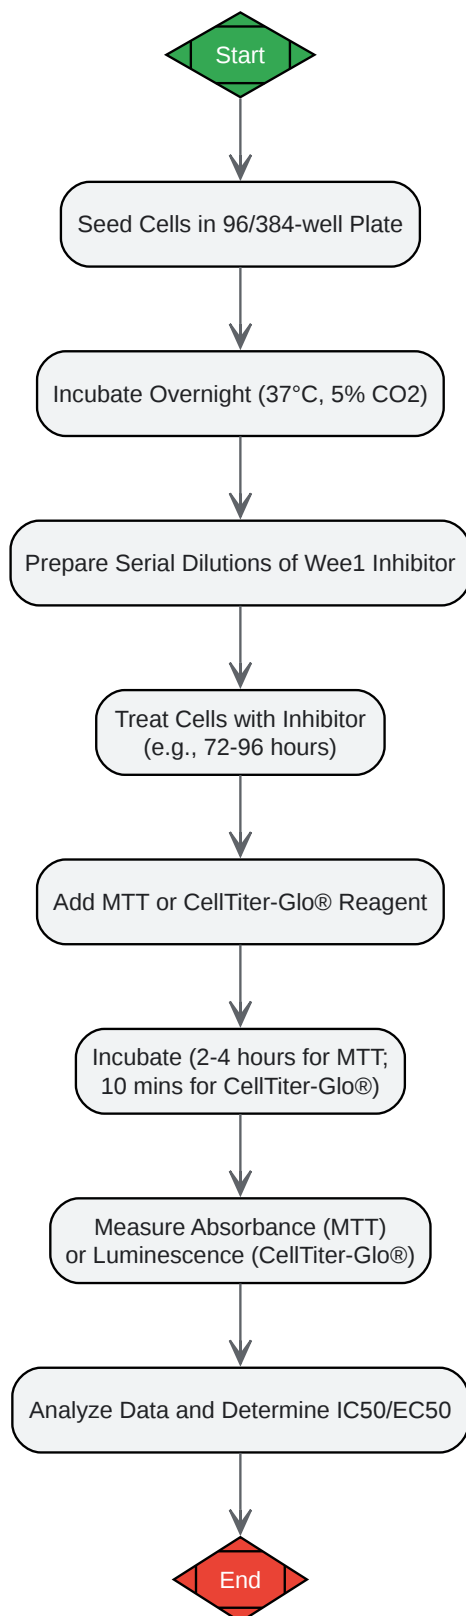 Start
Seed Cells in 96/384-well Plate
Incubate Overnight (37°C, 5% CO2)
Prepare Serial Dilutions of Wee1 Inhibitor
Treat Cells with Inhibitor
(e.g., 72-96 hours)
Add MTT or CellTiter-Glo® Reagent
Incubate (2-4 hours for MTT;
10 mins for CellTiter-Glo®)
Measure Absorbance (MTT)
or Luminescence (CellTiter-Glo®)
Analyze Data and Determine IC50/EC50
End